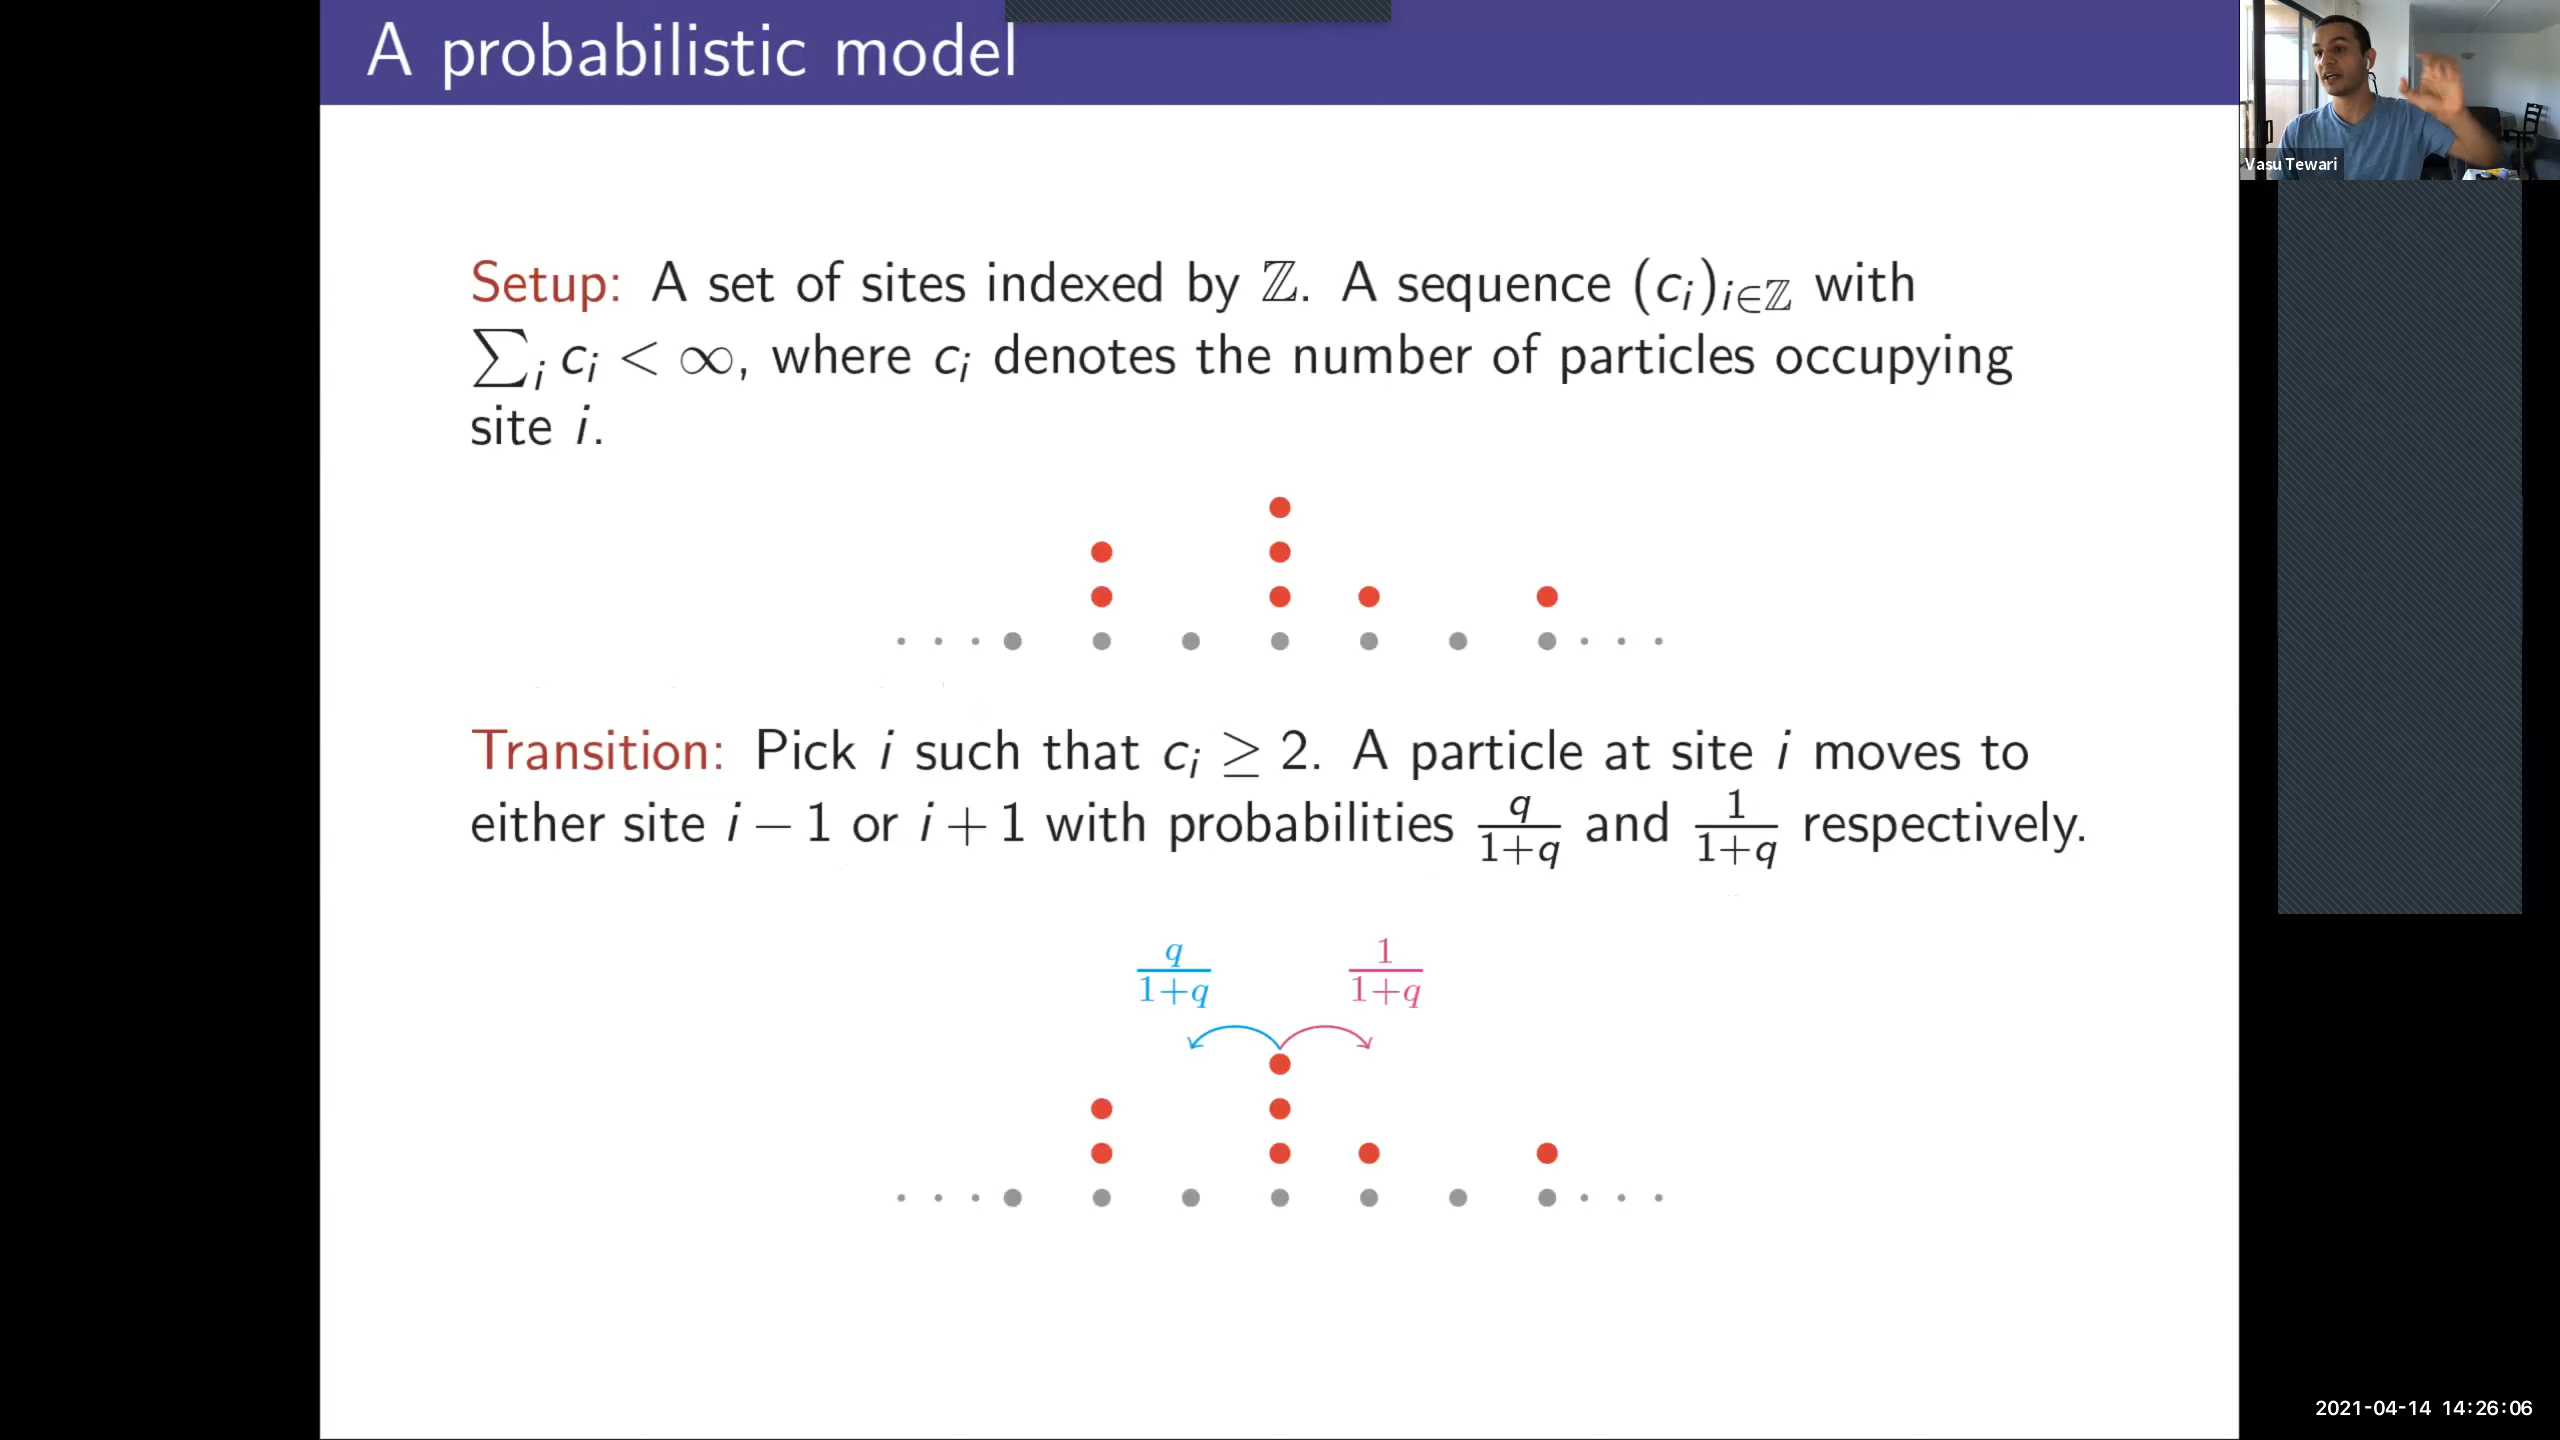 A probabilistic model
Vasu Tewari
Setup: A set of sites indexed by ℤ. A sequence (c_i)_{i∈ℤ} with
∑_i c_i < ∞, where c_i denotes the number of particles occupying
site i.
Transition: Pick i such that c_i ≥ 2. A particle at site i moves to
either site i − 1 or i + 1 with probabilities q/(1+q) and 1/(1+q) respectively.
q/(1+q) 1/(1+q)
2021-04-14 14:26:06